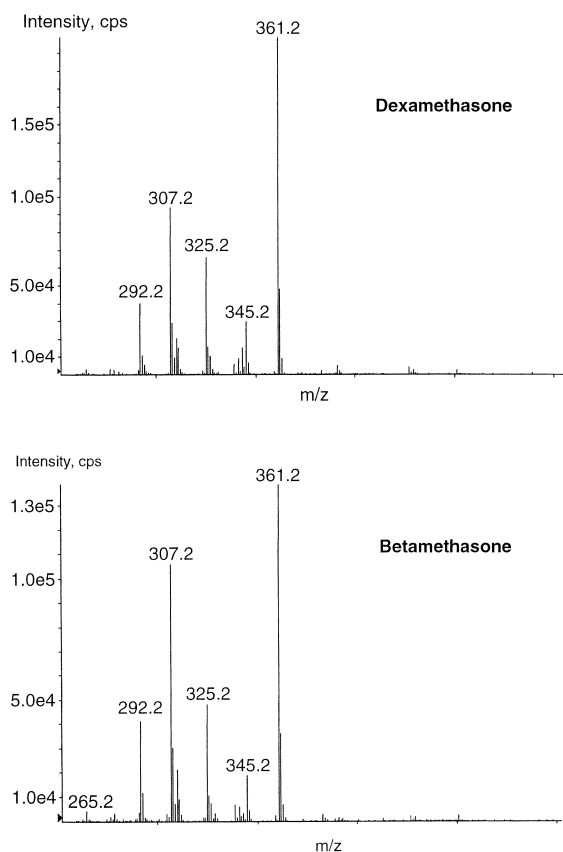 Intensity, cps
361.2
Dexamethasone
1.5e5
1.0e5
307.2
325.2
5.0e4
292.2
345.2
1.0e4
m/z
Intensity, cps
361.2
1.3e5
Betamethasone
307.2
1.0e5
325.2
5.0e4
292.2
345.2
1.0e4
265.2
m/z